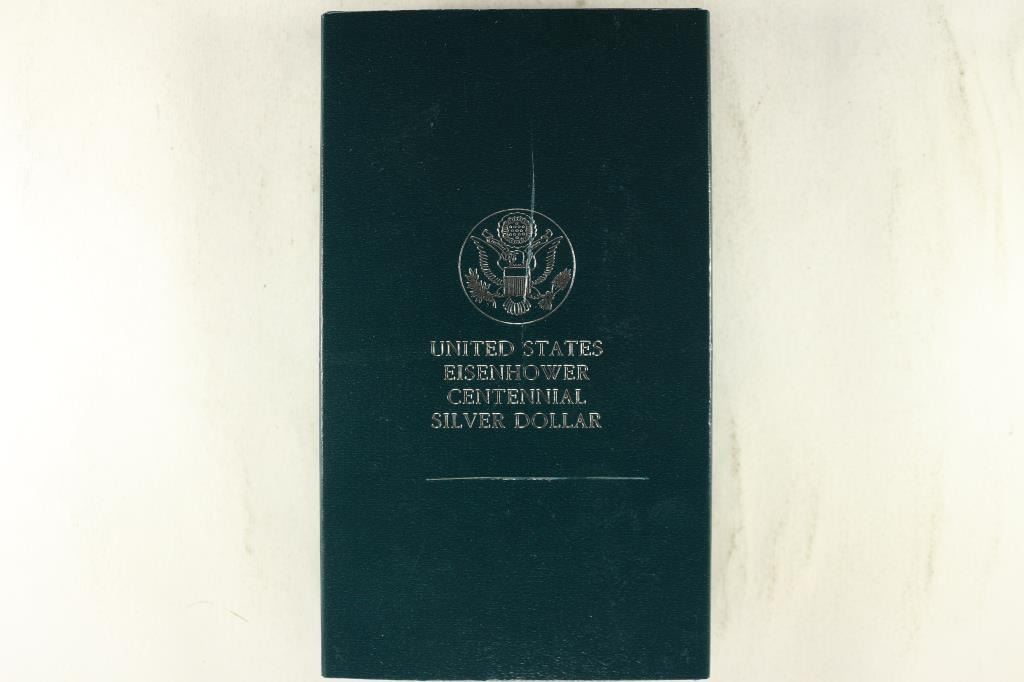 UNITED STATES
EISENHOWER
CENTENNIAL
SILVER DOLLAR